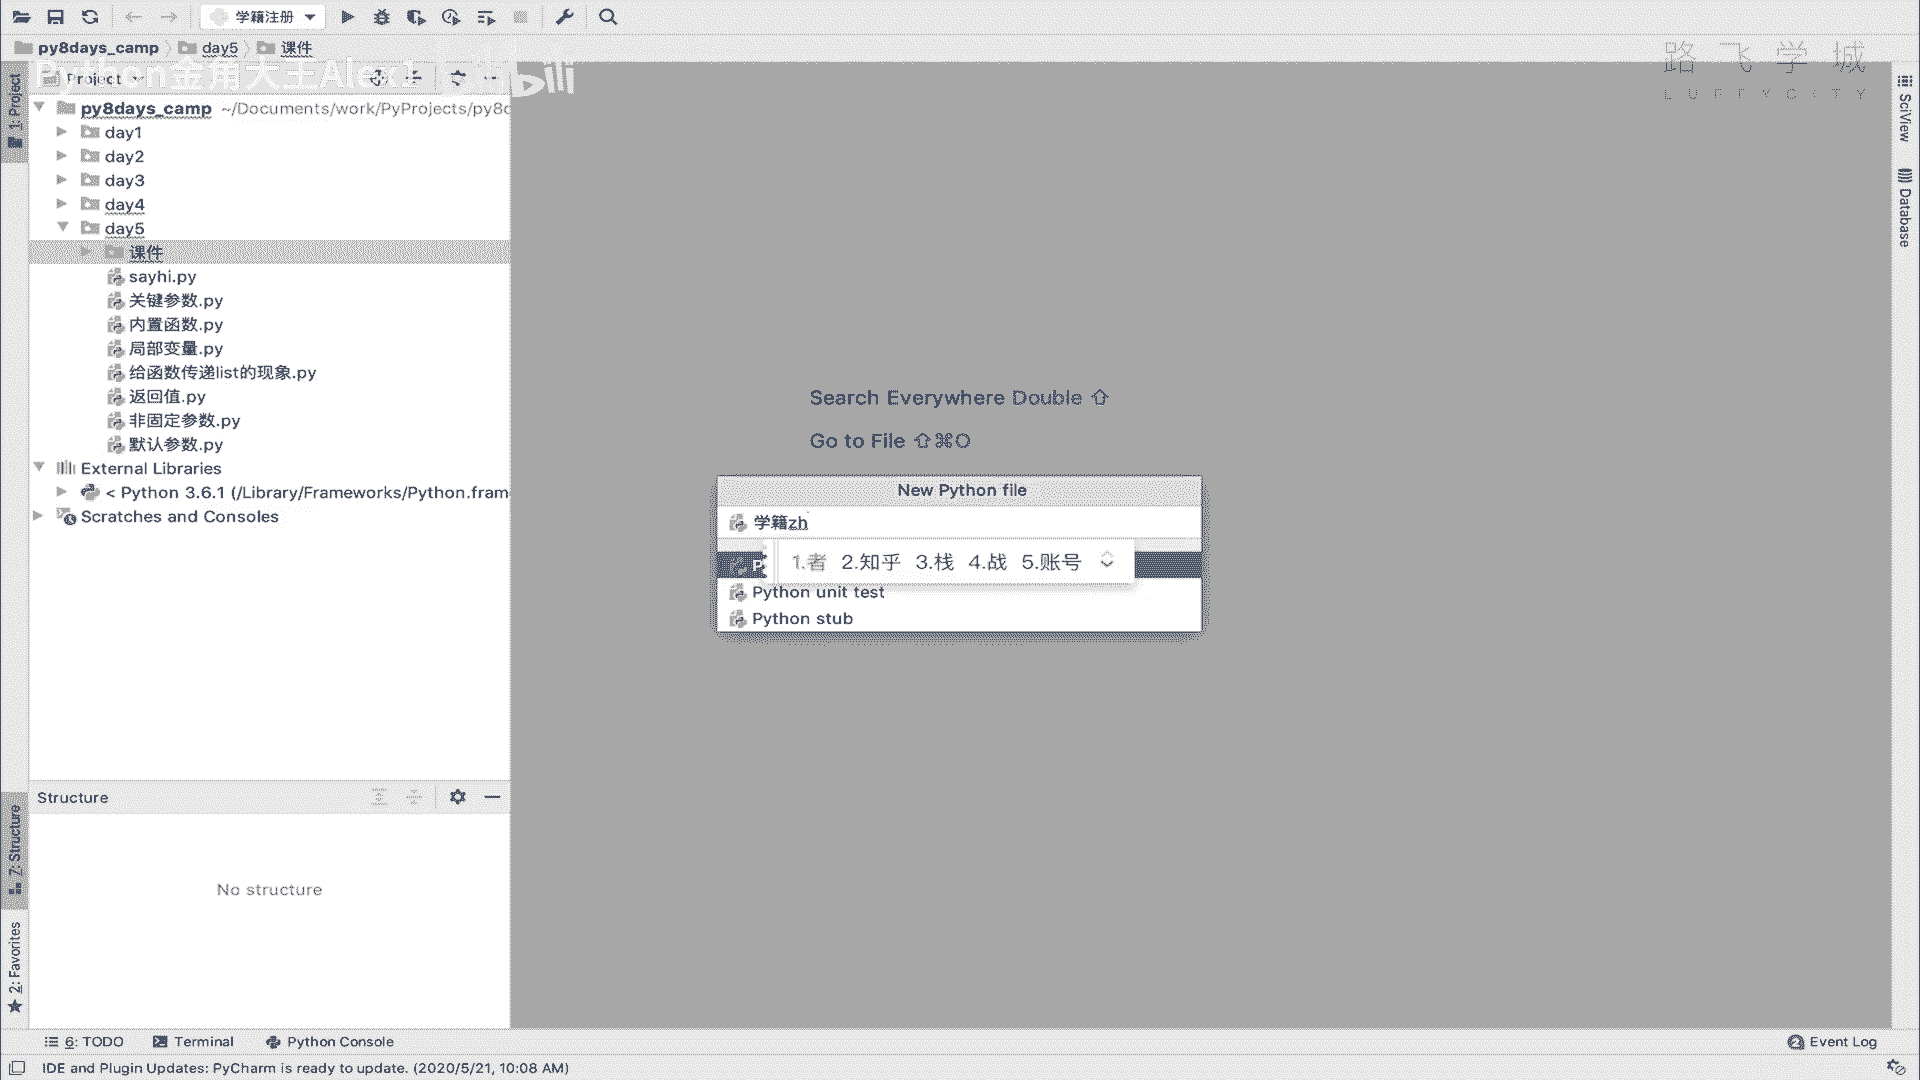 学籍注册
py8days_camp day5 课件
Python金角大王Alex1
路飞学城
LUFFYCITY
1: Project
Project
py8days_camp ~/Documents/work/PyProjects/py8d
day1
day2
day3
day4
day5
课件
sayhi.py
关键参数.py
内置函数.py
局部变量.py
给函数传递list的现象.py
返回值.py
非固定参数.py
默认参数.py
External Libraries
< Python 3.6.1 (/Library/Frameworks/Python.fram
Scratches and Consoles
SciView
Database
Search Everywhere Double ⇧
Go to File ⇧⌘O
New Python file
学籍zh
1.者 2.知乎 3.栈 4.战 5.账号
Python unit test
Python stub
Structure
No structure
7: Structure
2: Favorites
6: TODO Terminal Python Console
2 Event Log
IDE and Plugin Updates: PyCharm is ready to update. (2020/5/21, 10:08 AM)